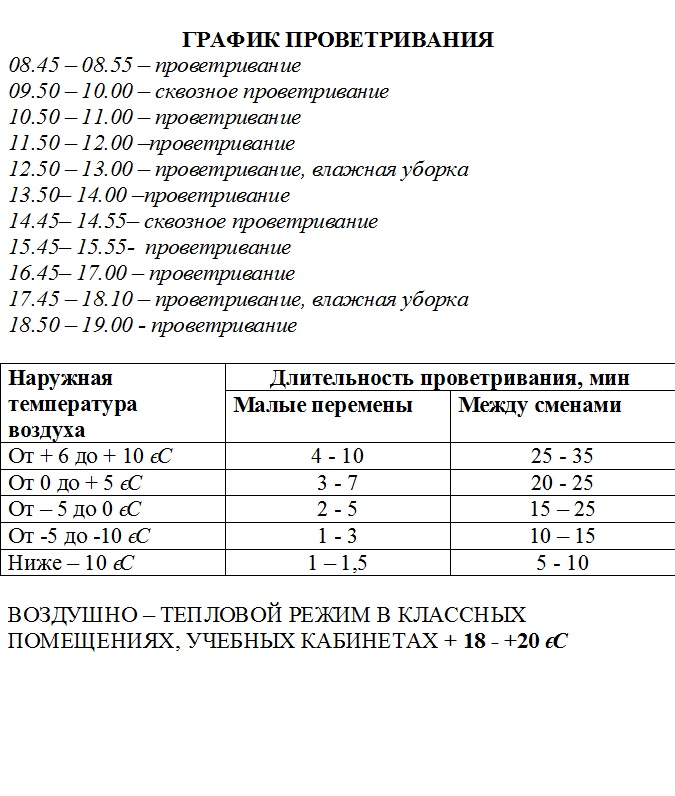 ГРАФИК ПРОВЕТРИВАНИЯ
08.45 – 08.55 – проветривание
09.50 – 10.00 – сквозное проветривание
10.50 – 11.00 – проветривание
11.50 – 12.00 –проветривание
12.50 – 13.00 – проветривание, влажная уборка
13.50– 14.00 –проветривание
14.45– 14.55– сквозное проветривание
15.45– 15.55- проветривание
16.45– 17.00 – проветривание
17.45 – 18.10 – проветривание, влажная уборка
18.50 – 19.00 - проветривание
Наружная температура воздуха
Длительность проветривания, мин
Малые перемены Между сменами
От + 6 до + 10 єС 4 - 10 25 - 35
От 0 до + 5 єС 3 - 7 20 - 25
От – 5 до 0 єС 2 - 5 15 – 25
От -5 до -10 єС 1 - 3 10 – 15
Ниже – 10 єС 1 – 1,5 5 - 10
ВОЗДУШНО – ТЕПЛОВОЙ РЕЖИМ В КЛАССНЫХ
ПОМЕЩЕНИЯХ, УЧЕБНЫХ КАБИНЕТАХ + 18 - +20 єС